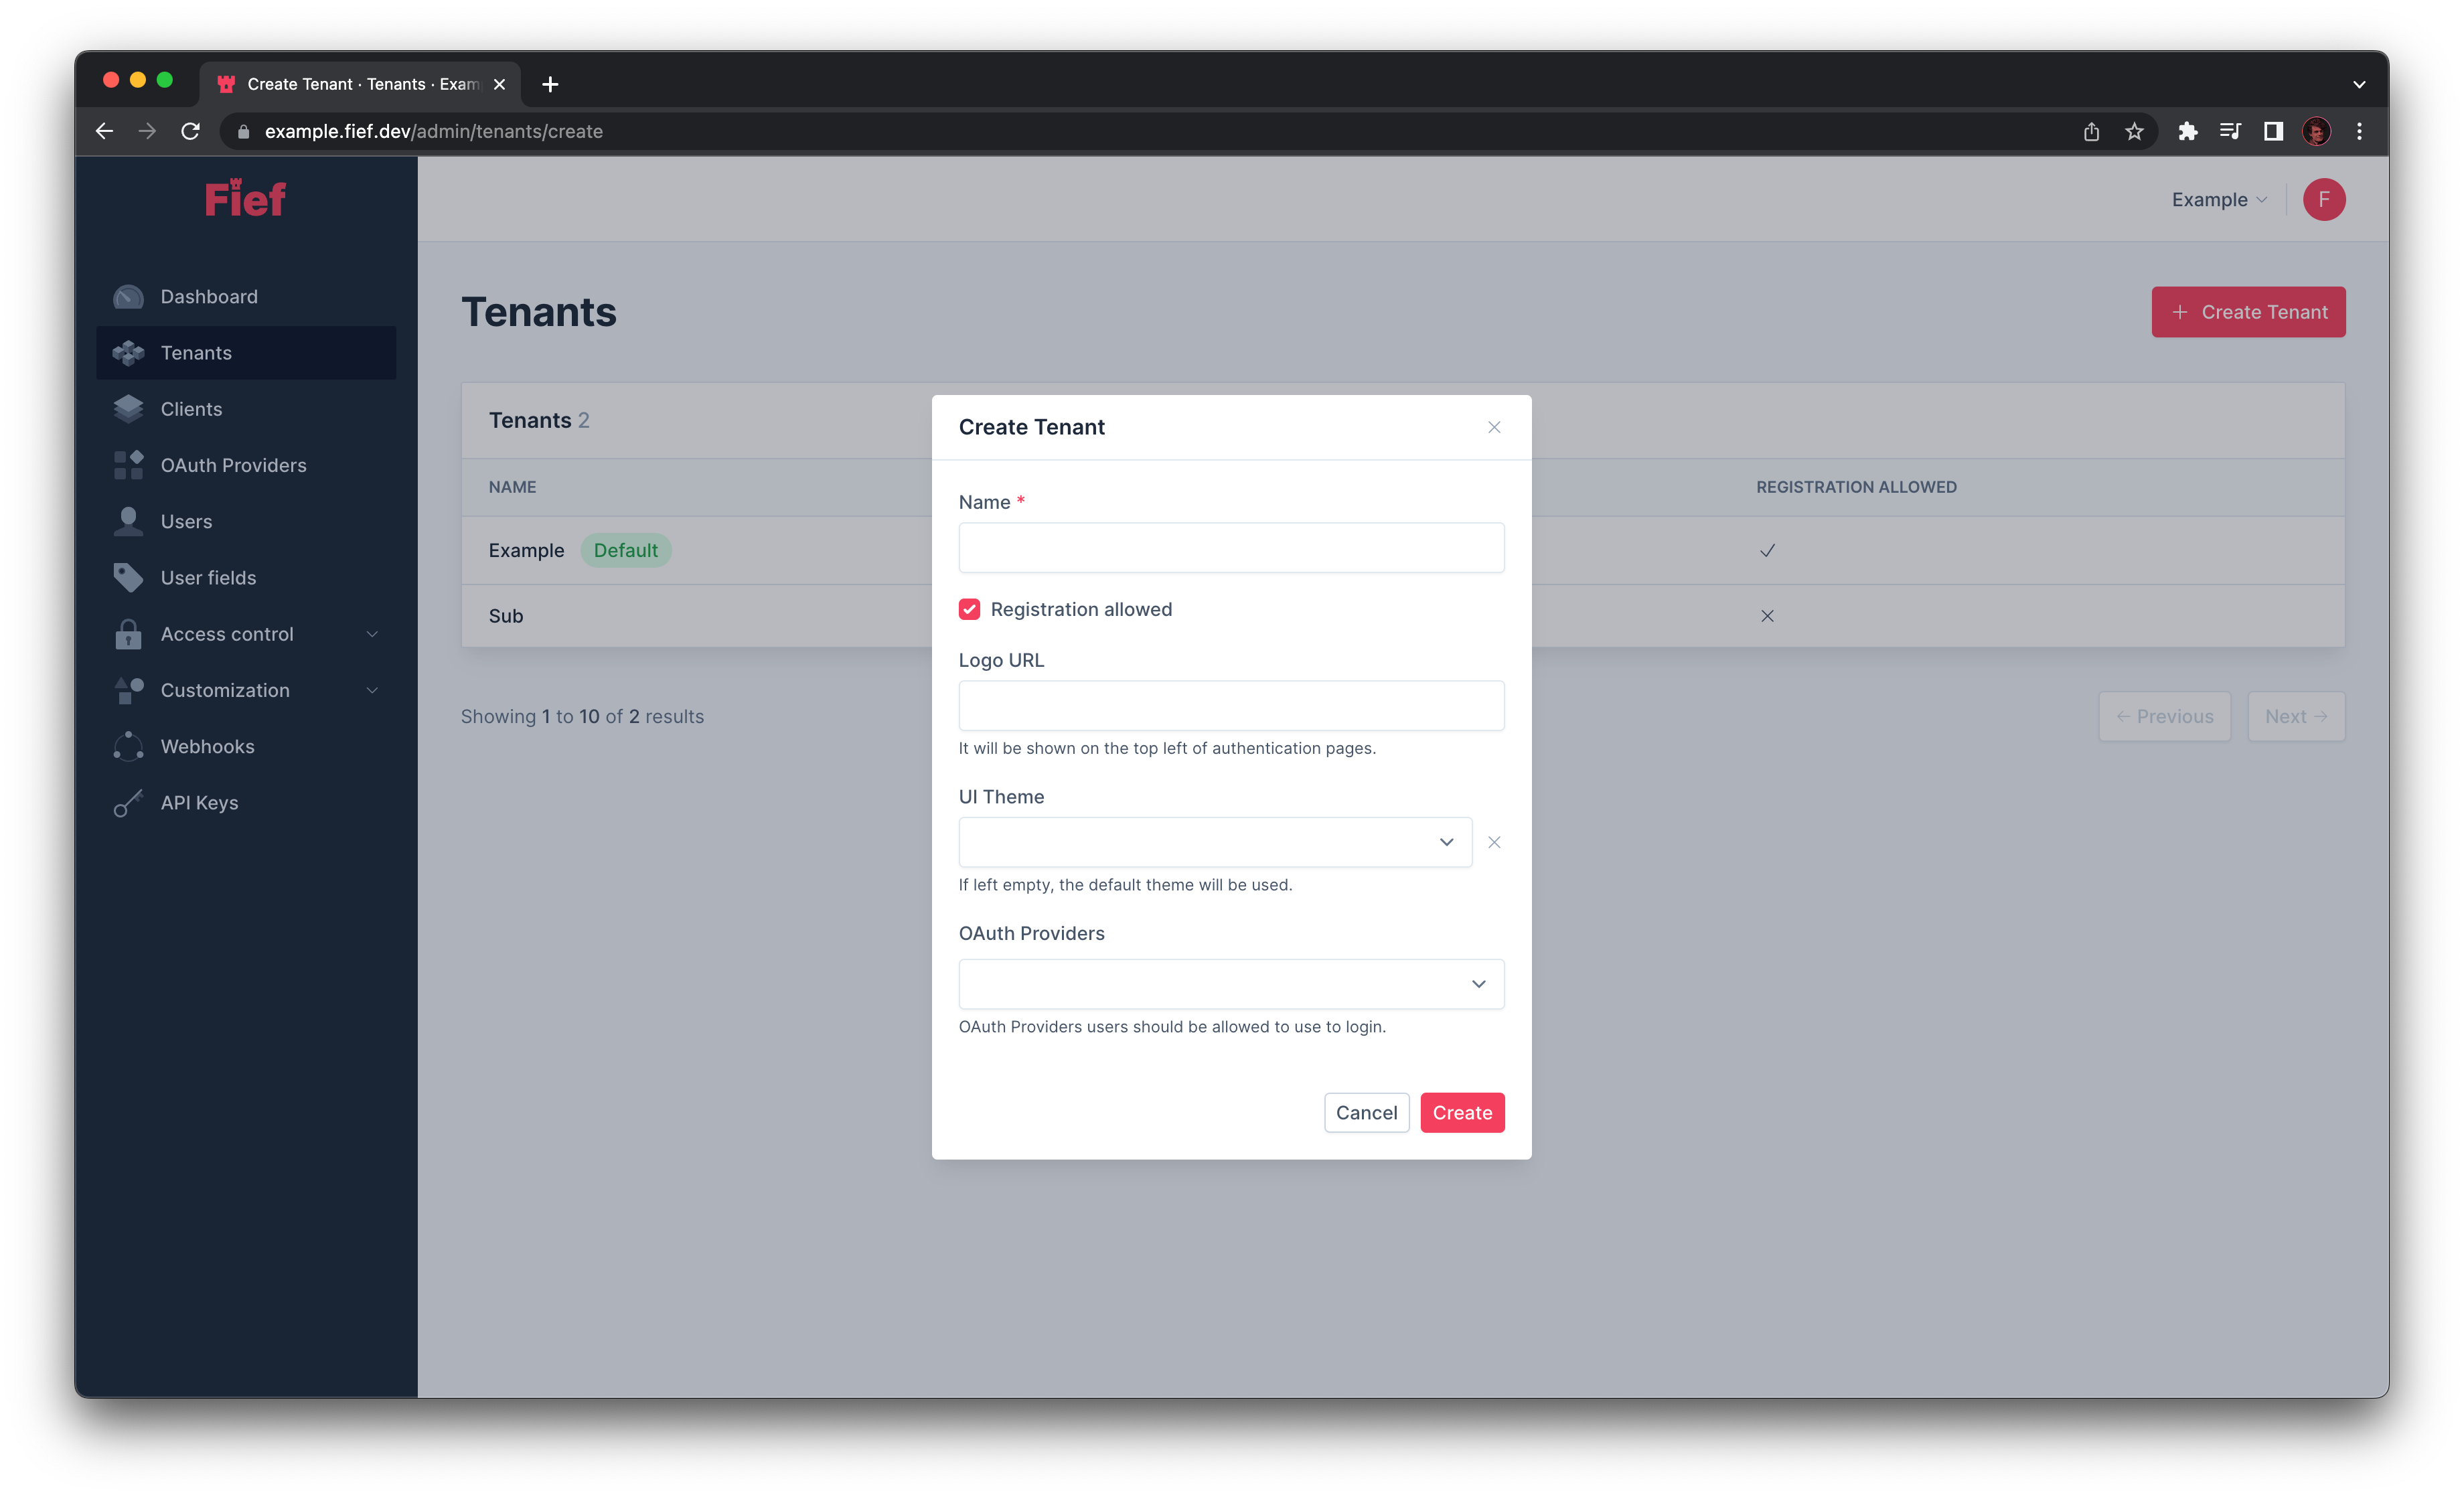 Create Tenant · Tenants · Exam
example.fief.dev/admin/tenants/create
Fief
Example
F
Dashboard
Tenants
Clients
OAuth Providers
Users
User fields
Access control
Customization
Webhooks
API Keys
Tenants
+ Create Tenant
Tenants 2
NAME
REGISTRATION ALLOWED
Example Default
Sub
Showing 1 to 10 of 2 results
← Previous
Next →
Create Tenant
Name *
Registration allowed
Logo URL
It will be shown on the top left of authentication pages.
UI Theme
If left empty, the default theme will be used.
OAuth Providers
OAuth Providers users should be allowed to use to login.
Cancel
Create